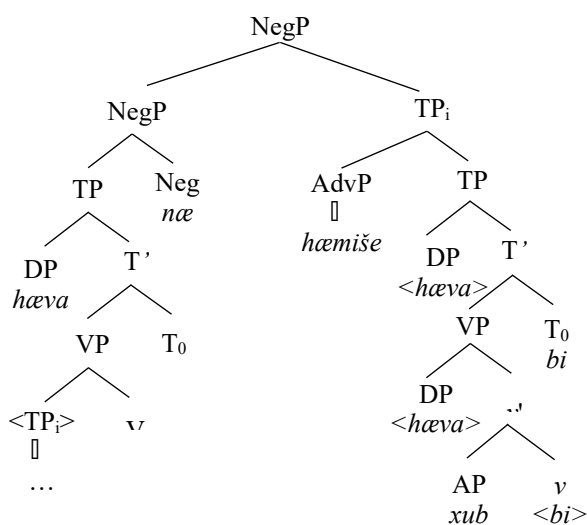 NegP
NegP TPᵢ
TP Neg AdvP TP
næ hæmiše
DP T’ DP T’
hæva <hæva>
VP T₀ VP T₀
bi
<TPᵢ> DP
<hæva>
… AP v
xub <bi>